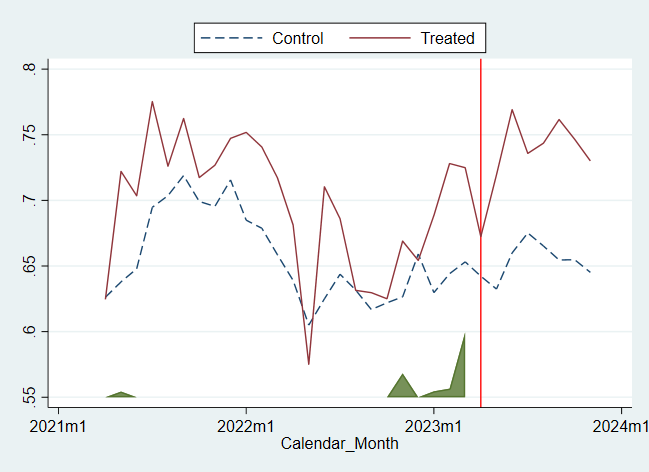 Control Treated
.8
.75
.7
.65
.6
.55
2021m1 2022m1 2023m1 2024m1
Calendar_Month